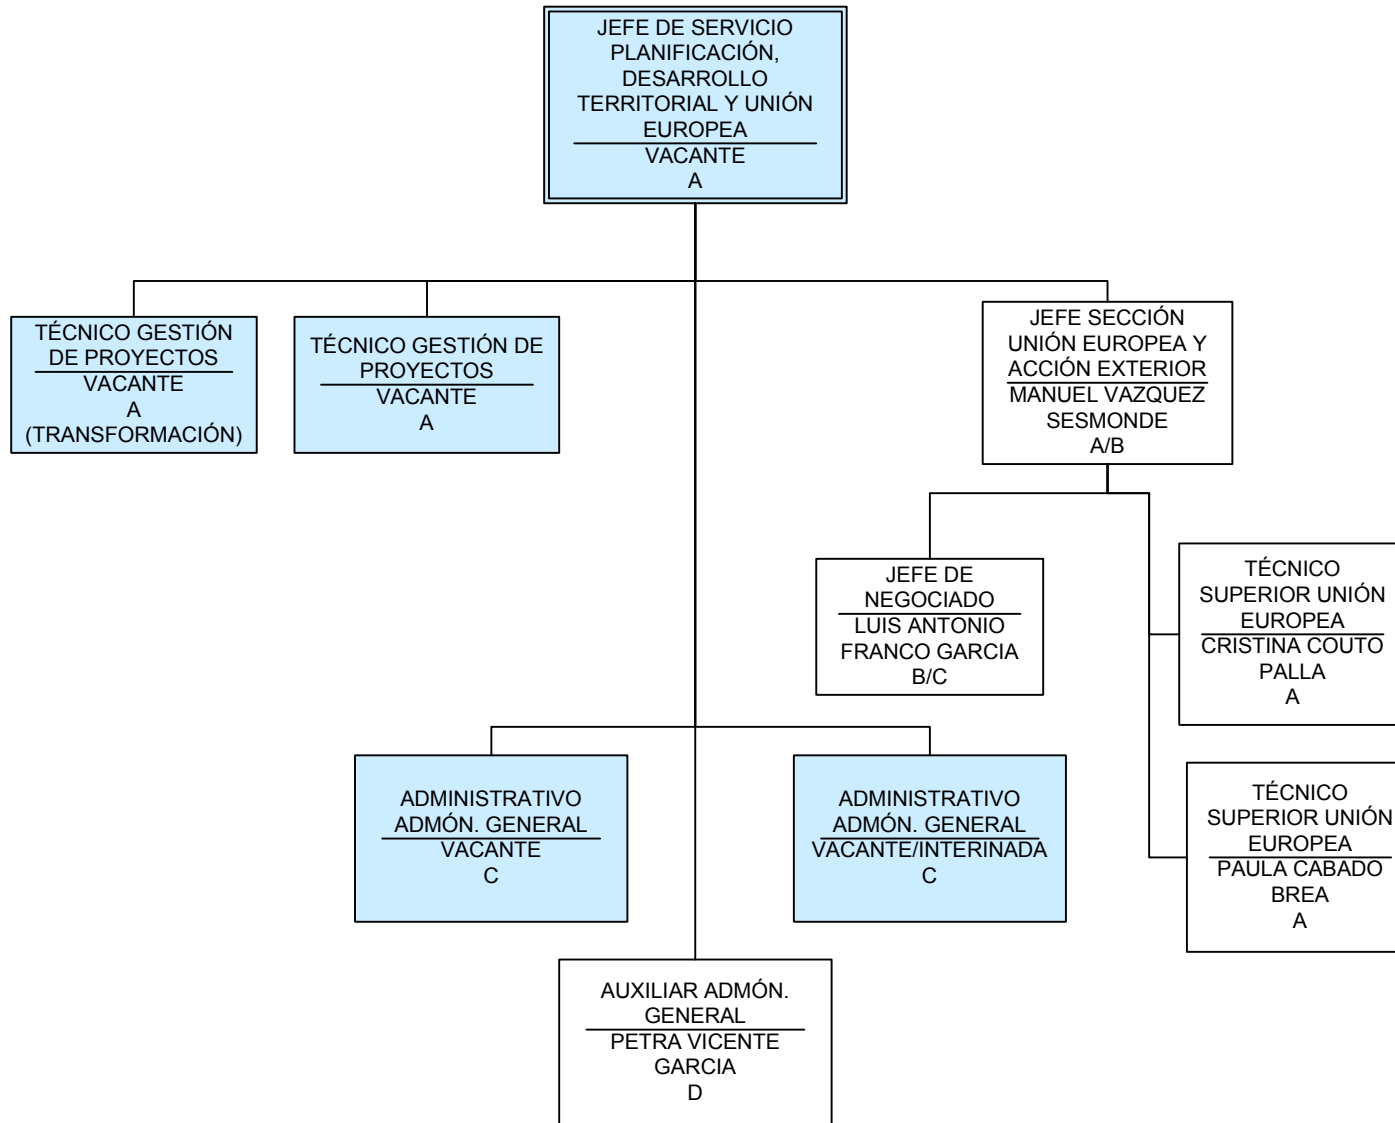 JEFE DE SERVICIO
PLANIFICACIÓN,
DESARROLLO
TERRITORIAL Y UNIÓN
EUROPEA
VACANTE
A
TÉCNICO GESTIÓN
DE PROYECTOS
VACANTE
A
(TRANSFORMACIÓN)
TÉCNICO GESTIÓN DE
PROYECTOS
VACANTE
A
JEFE SECCIÓN
UNIÓN EUROPEA Y
ACCIÓN EXTERIOR
MANUEL VAZQUEZ
SESMONDE
A/B
JEFE DE
NEGOCIADO
LUIS ANTONIO
FRANCO GARCIA
B/C
TÉCNICO
SUPERIOR UNIÓN
EUROPEA
CRISTINA COUTO
PALLA
A
ADMINISTRATIVO
ADMÓN. GENERAL
VACANTE
C
ADMINISTRATIVO
ADMÓN. GENERAL
VACANTE/INTERINADA
C
TÉCNICO
SUPERIOR UNIÓN
EUROPEA
PAULA CABADO
BREA
A
AUXILIAR ADMÓN.
GENERAL
PETRA VICENTE
GARCIA
D